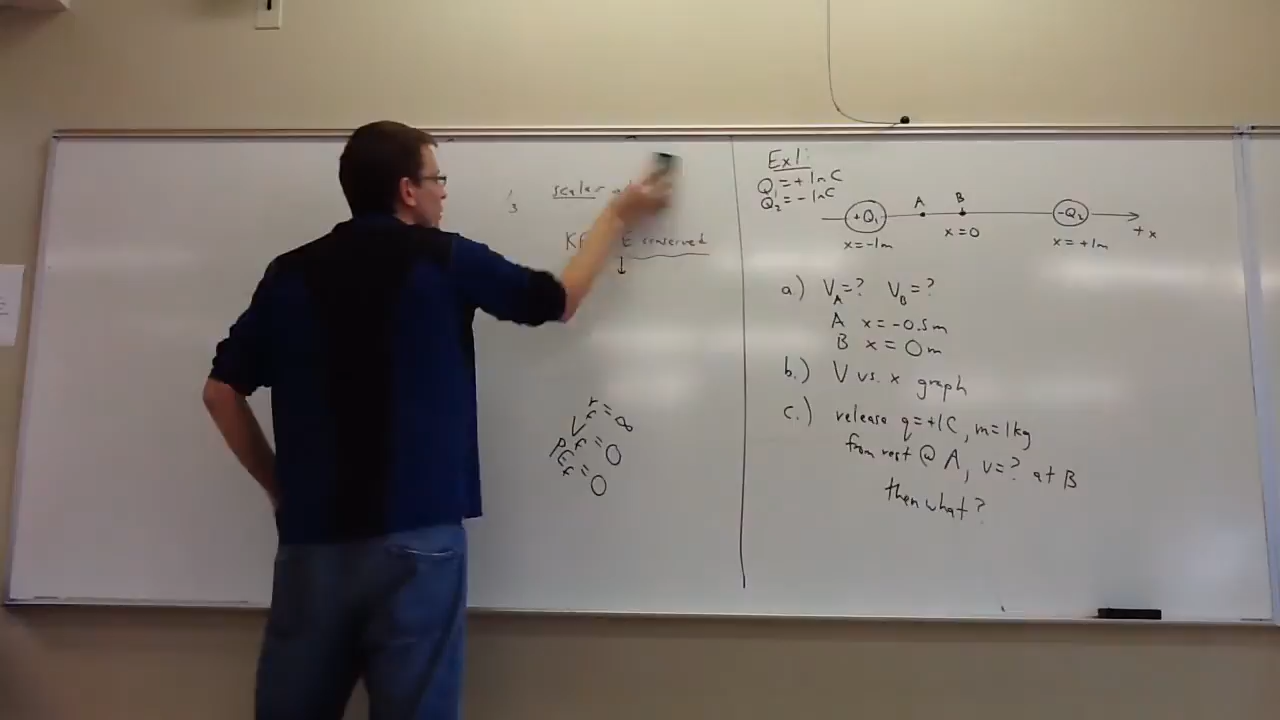 scalar
KE
E conserved
↓
r_f = ∞
V_f = 0
PE_f = 0
Ex1:
Q₁ = +1nC
Q₂ = -1nC
A B
+Q₁ -Q₂ +x
x=-1m x=0 x=+1m
a.) V_A=? V_B=?
A x=-0.5m
B x= 0m
b.) V vs. x graph
c.) release q=+1C, m=1kg
from rest @ A, v=? at B
then what?